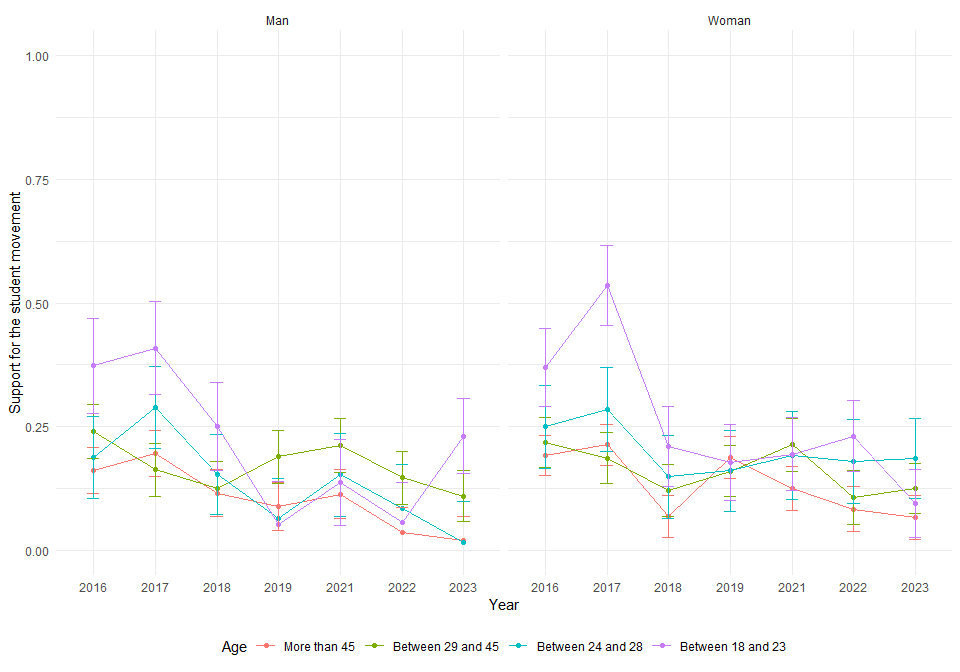 Man Woman
1.00
0.75
0.50
0.25
0.00
Support for the student movement
2016 2017 2018 2019 2021 2022 2023 2016 2017 2018 2019 2021 2022 2023
Year
Age More than 45 Between 29 and 45 Between 24 and 28 Between 18 and 23